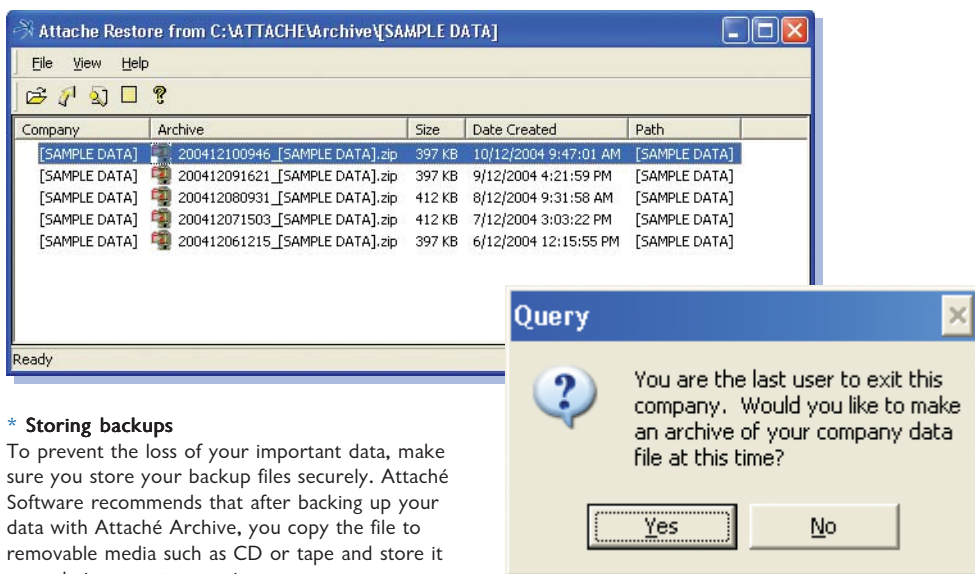 Attache Restore from C:\ATTACHE\Archive\[SAMPLE DATA]
File View Help
Company Archive Size Date Created Path
[SAMPLE DATA] 200412100946_[SAMPLE DATA].zip 397 KB 10/12/2004 9:47:01 AM [SAMPLE DATA]
[SAMPLE DATA] 200412091621_[SAMPLE DATA].zip 397 KB 9/12/2004 4:21:59 PM [SAMPLE DATA]
[SAMPLE DATA] 200412080931_[SAMPLE DATA].zip 412 KB 8/12/2004 9:31:58 AM [SAMPLE DATA]
[SAMPLE DATA] 200412071503_[SAMPLE DATA].zip 412 KB 7/12/2004 3:03:22 PM [SAMPLE DATA]
[SAMPLE DATA] 200412061215_[SAMPLE DATA].zip 397 KB 6/12/2004 12:15:55 PM [SAMPLE DATA]
Ready
Query
You are the last user to exit this
company. Would you like to make
an archive of your company data
file at this time?
Yes No
* Storing backups
To prevent the loss of your important data, make
sure you store your backup files securely. Attaché
Software recommends that after backing up your
data with Attaché Archive, you copy the file to
removable media such as CD or tape and store it